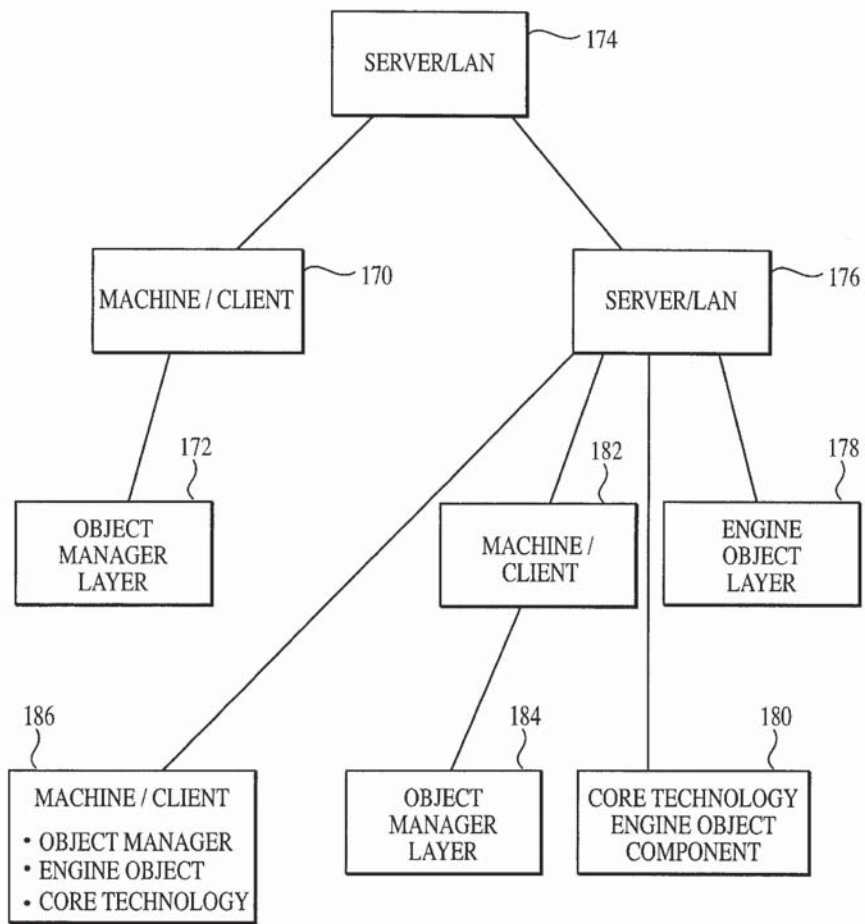 SERVER/LAN
174
MACHINE / CLIENT
170
SERVER/LAN
176
172
OBJECT
MANAGER
LAYER
182
MACHINE /
CLIENT
178
ENGINE
OBJECT
LAYER
186
MACHINE / CLIENT
• OBJECT MANAGER
• ENGINE OBJECT
• CORE TECHNOLOGY
184
OBJECT
MANAGER
LAYER
180
CORE TECHNOLOGY
ENGINE OBJECT
COMPONENT